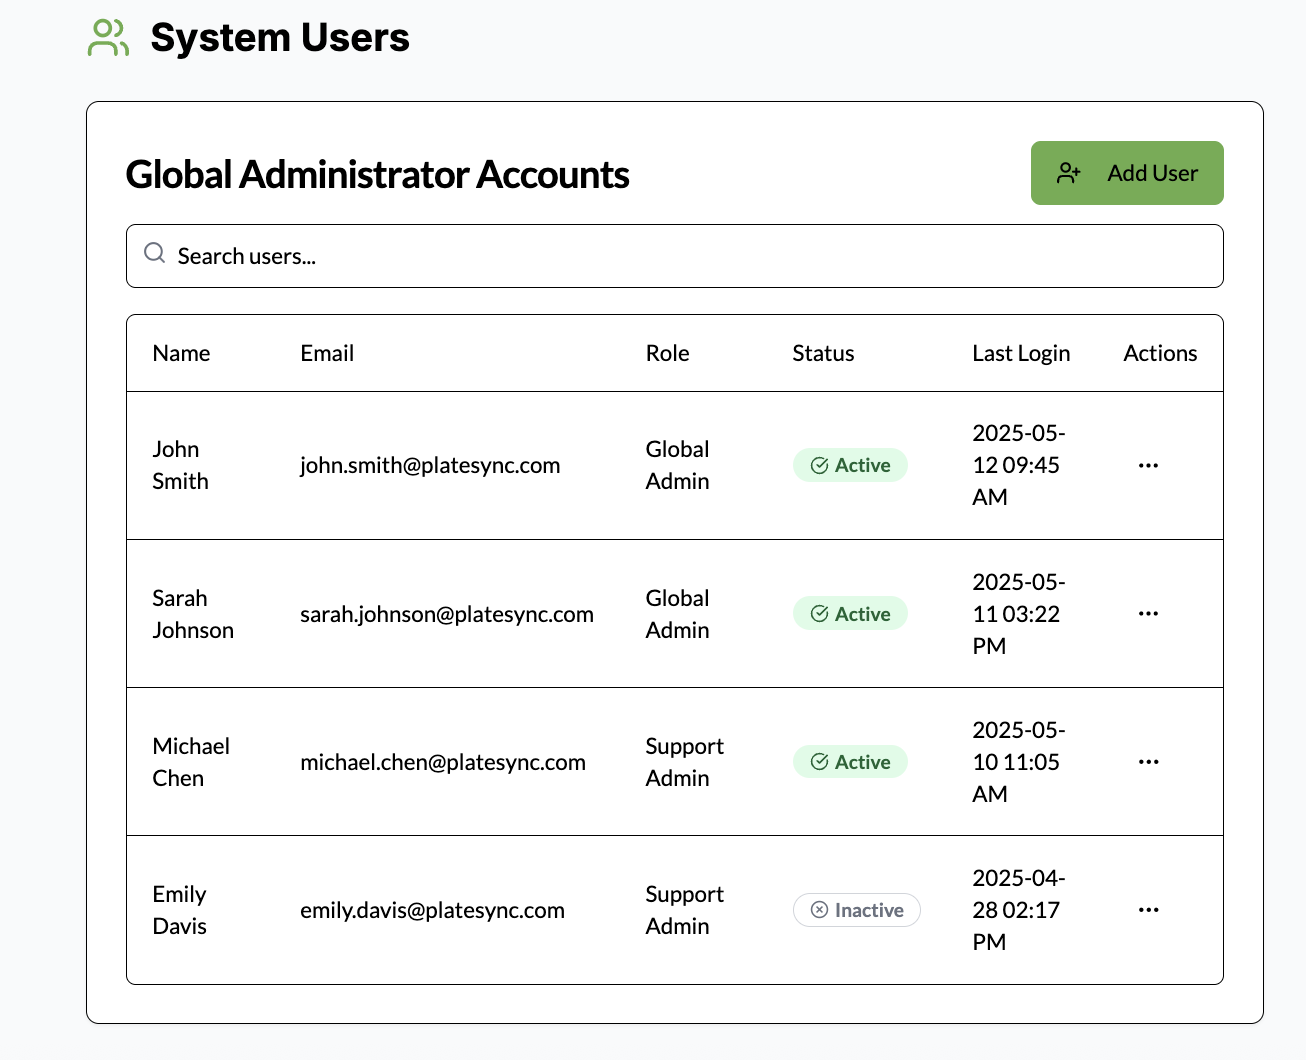 System Users
Global Administrator Accounts
Add User
Search users...
Name Email Role Status Last Login Actions
John
Smith
john.smith@platesync.com
Global
Admin
Active
2025-05-
12 09:45
AM
Sarah
Johnson
sarah.johnson@platesync.com
Global
Admin
Active
2025-05-
11 03:22
PM
Michael
Chen
michael.chen@platesync.com
Support
Admin
Active
2025-05-
10 11:05
AM
Emily
Davis
emily.davis@platesync.com
Support
Admin
Inactive
2025-04-
28 02:17
PM